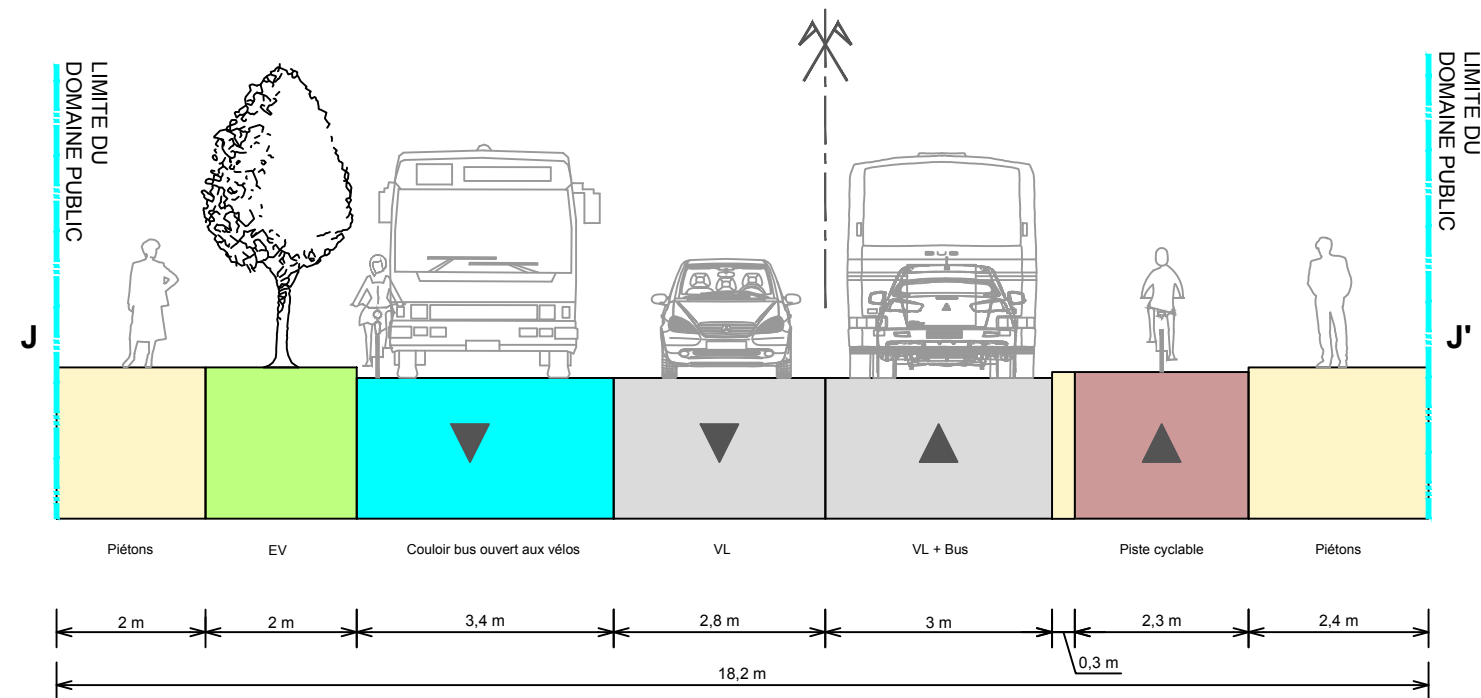 LIMITE DU
DOMAINE PUBLIC
LIMITE DU
DOMAINE PUBLIC
BUS
J
J'
Piétons
EV
Couloir bus ouvert aux vélos
VL
VL + Bus
Piste cyclable
Piétons
2 m
2 m
3,4 m
2,8 m
3 m
2,3 m
2,4 m
0,3 m
18,2 m